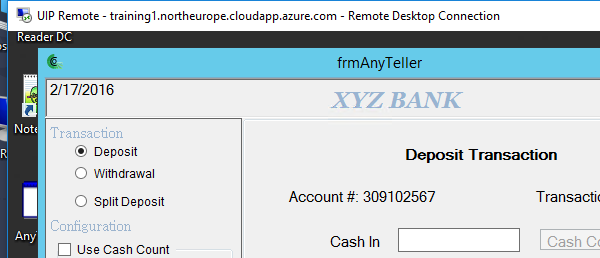 UIP Remote - training1.northeurope.cloudapp.azure.com - Remote Desktop Connection
Reader DC
frmAnyTeller
2/17/2016
XYZ BANK
Transaction
Deposit
Withdrawal
Split Deposit
Configuration
Use Cash Count
Deposit Transaction
Account #: 309102567
Transactio
Cash In
Cash Co
Note
Any